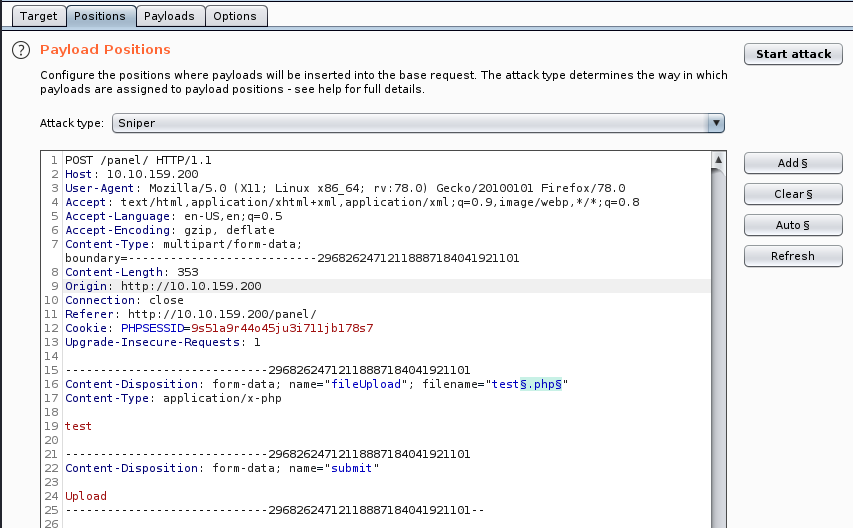 Target Positions Payloads Options
? Payload Positions
Start attack
Configure the positions where payloads will be inserted into the base request. The attack type determines the way in which
payloads are assigned to payload positions - see help for full details.
Attack type: Sniper
1 POST /panel/ HTTP/1.1
2 Host: 10.10.159.200
3 User-Agent: Mozilla/5.0 (X11; Linux x86_64; rv:78.0) Gecko/20100101 Firefox/78.0
4 Accept: text/html,application/xhtml+xml,application/xml;q=0.9,image/webp,*/*;q=0.8
5 Accept-Language: en-US,en;q=0.5
6 Accept-Encoding: gzip, deflate
7 Content-Type: multipart/form-data;
boundary=---------------------------296826247121188871840419​21101
8 Content-Length: 353
9 Origin: http://10.10.159.200
10 Connection: close
11 Referer: http://10.10.159.200/panel/
12 Cookie: PHPSESSID=9s51a9r44o45ju3i711jb178s7
13 Upgrade-Insecure-Requests: 1
14
15 -----------------------------29682624712118887184041921101
16 Content-Disposition: form-data; name="fileUpload"; filename="test§.php§"
17 Content-Type: application/x-php
18
19 test
20
21 -----------------------------29682624712118887184041921101
22 Content-Disposition: form-data; name="submit"
23
24 Upload
25 -----------------------------29682624712118887184041921101--
26
Add §
Clear §
Auto §
Refresh